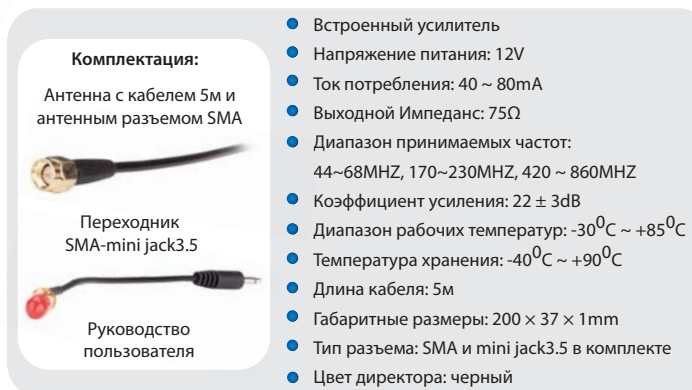 Комплектация:
Антенна с кабелем 5м и
антенным разъемом SMA
Переходник
SMA-mini jack3.5
Руководство
пользователя
Встроенный усилитель
Напряжение питания: 12V
Ток потребления: 40 ~ 80mA
Выходной Импеданс: 75Ω
Диапазон принимаемых частот:
44~68MHZ, 170~230MHZ, 420 ~ 860MHZ
Коэффициент усиления: 22 ± 3dB
Диапазон рабочих температур: -30⁰C ~ +85⁰C
Температура хранения: -40⁰C ~ +90⁰C
Длина кабеля: 5м
Габаритные размеры: 200 × 37 × 1mm
Тип разъема: SMA и mini jack3.5 в комплекте
Цвет директора: черный